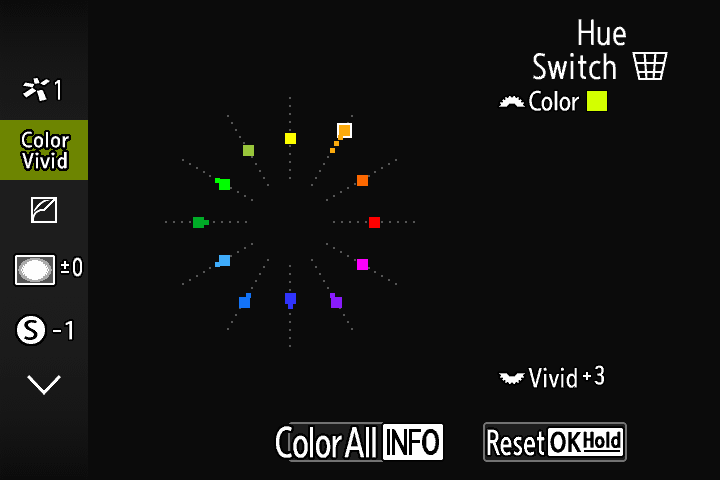 Hue
Switch
1
Color
Color
Vivid
±0
S -1
Vivid+3
Color All INFO
Reset OK Hold